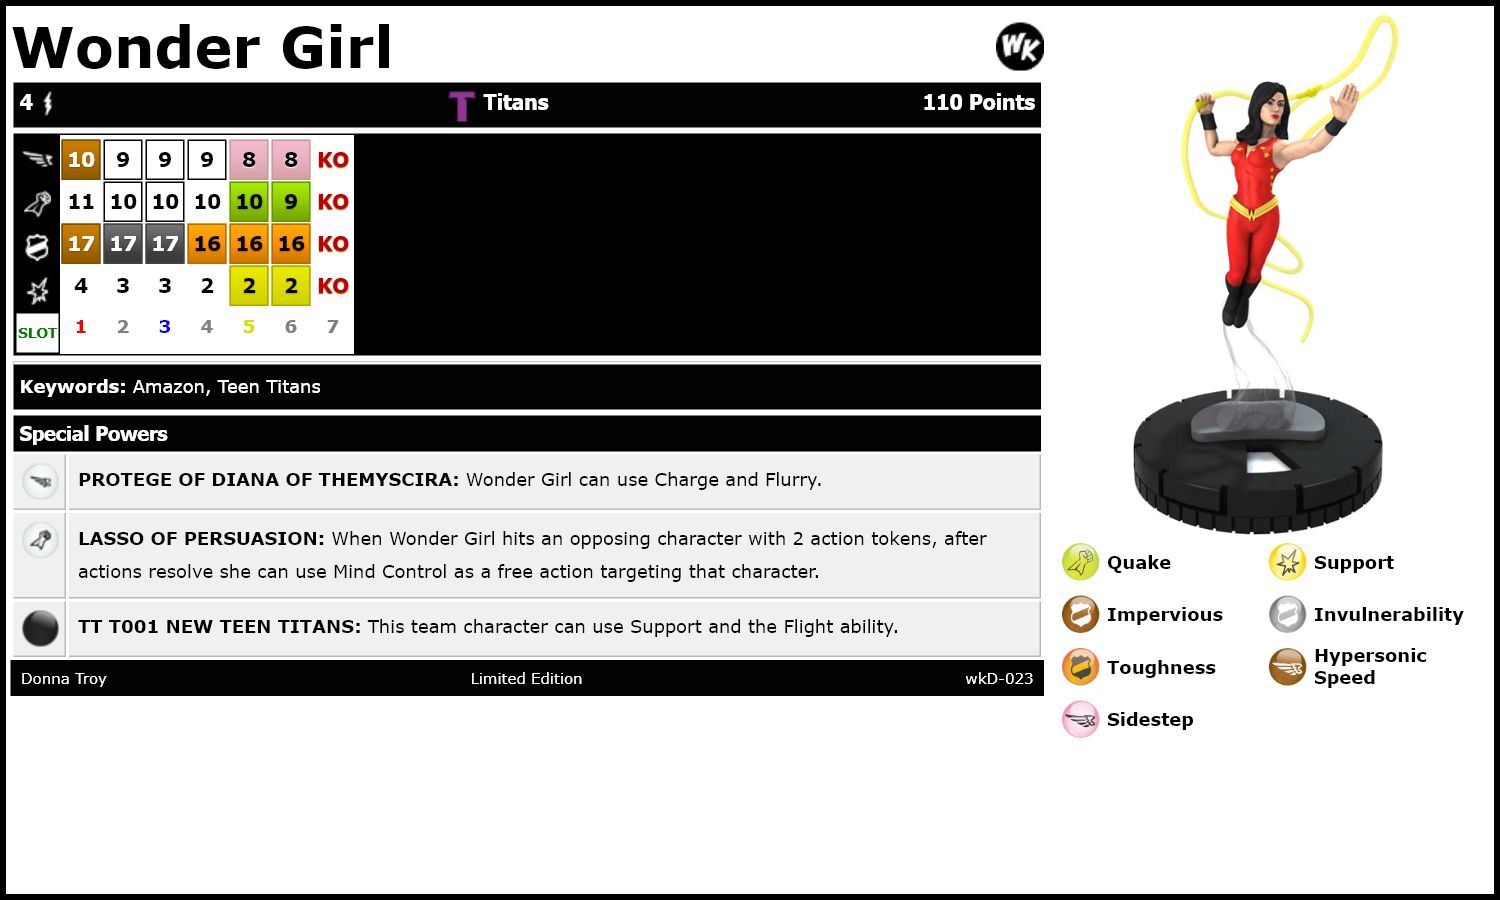 Wonder Girl
WK
4 Titans 110 Points
10 9 9 9 8 8 KO
11 10 10 10 10 9 KO
17 17 17 16 16 16 KO
4 3 3 2 2 2 KO
SLOT 1 2 3 4 5 6 7
Keywords: Amazon, Teen Titans
Special Powers
PROTEGE OF DIANA OF THEMYSCIRA: Wonder Girl can use Charge and Flurry.
LASSO OF PERSUASION: When Wonder Girl hits an opposing character with 2 action tokens, after
actions resolve she can use Mind Control as a free action targeting that character.
TT T001 NEW TEEN TITANS: This team character can use Support and the Flight ability.
Donna Troy Limited Edition wkD-023
Quake Support
Impervious Invulnerability
Toughness Hypersonic
Speed
Sidestep